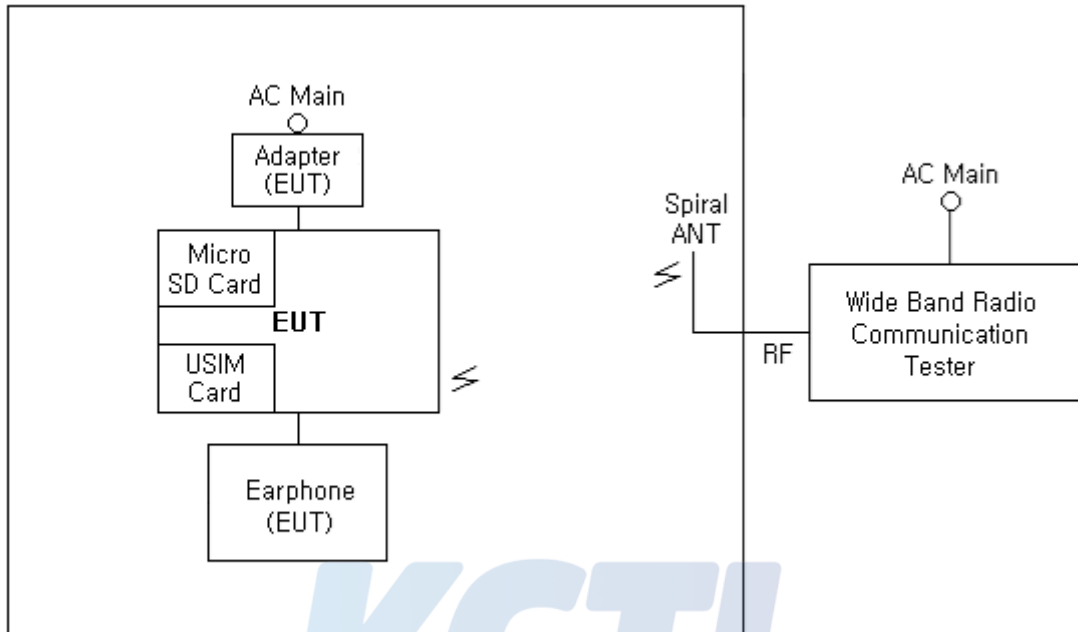 AC Main
Adapter
(EUT)
Micro
SD Card
EUT
USIM
Card
Earphone
(EUT)
Spiral
ANT
RF
AC Main
Wide Band Radio
Communication
Tester
KCTL